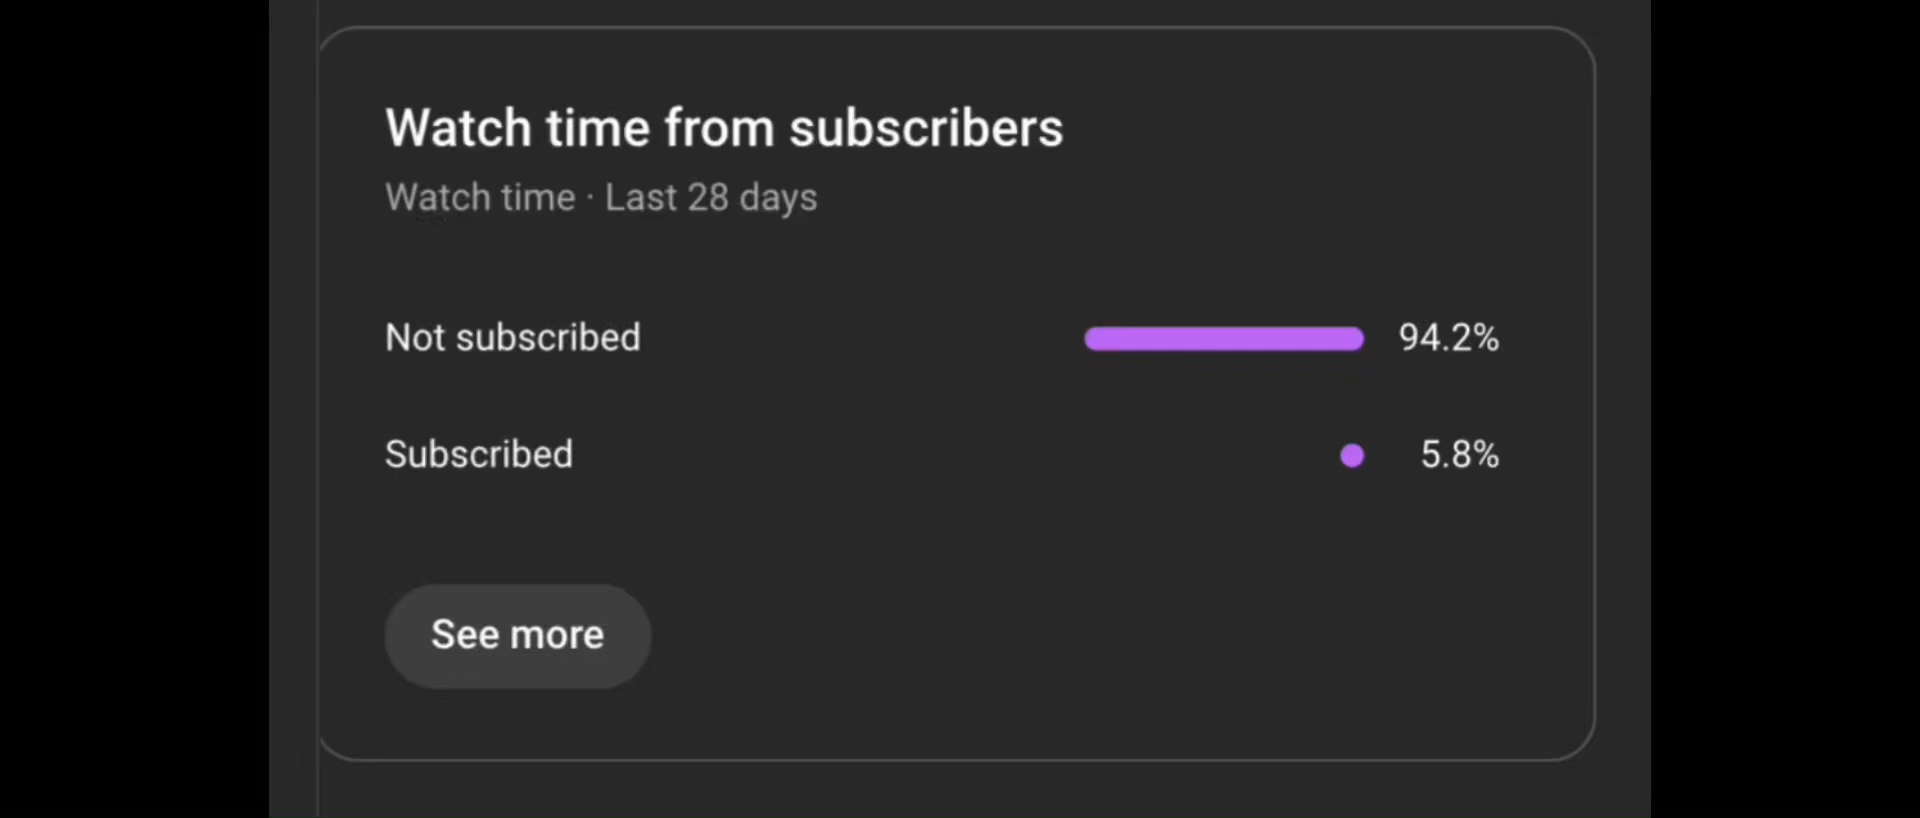 Watch time from subscribers
Watch time · Last 28 days
Not subscribed 94.2%
Subscribed 5.8%
See more